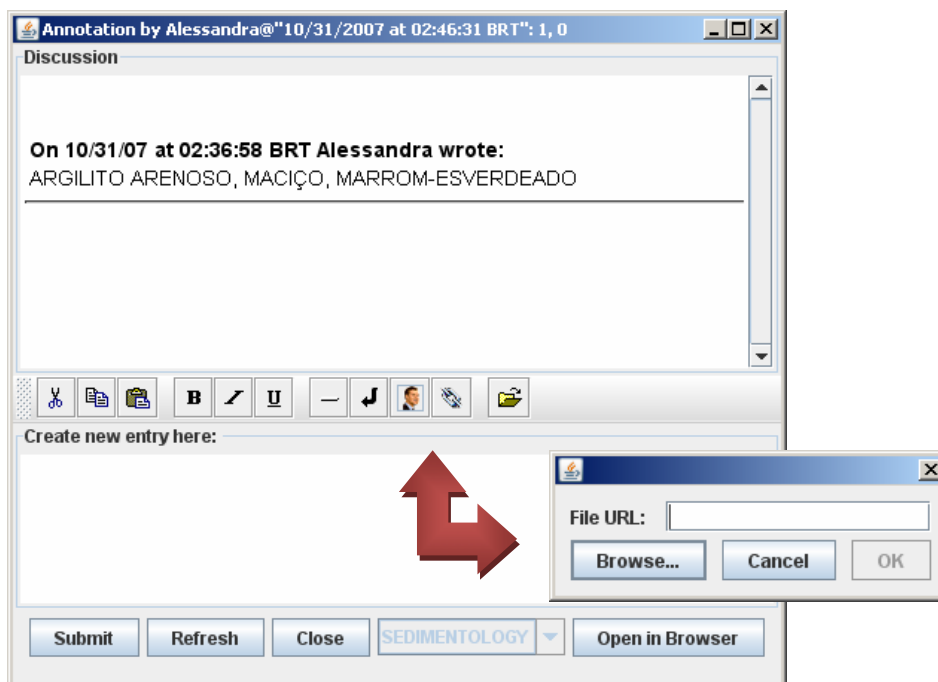 Annotation by Alessandra@"10/31/2007 at 02:46:31 BRT": 1, 0
Discussion
On 10/31/07 at 02:36:58 BRT Alessandra wrote:
ARGILITO ARENOSO, MACIÇO, MARROM-ESVERDEADO
B I U
Create new entry here:
File URL:
Browse... Cancel OK
Submit Refresh Close SEDIMENTOLOGY Open in Browser